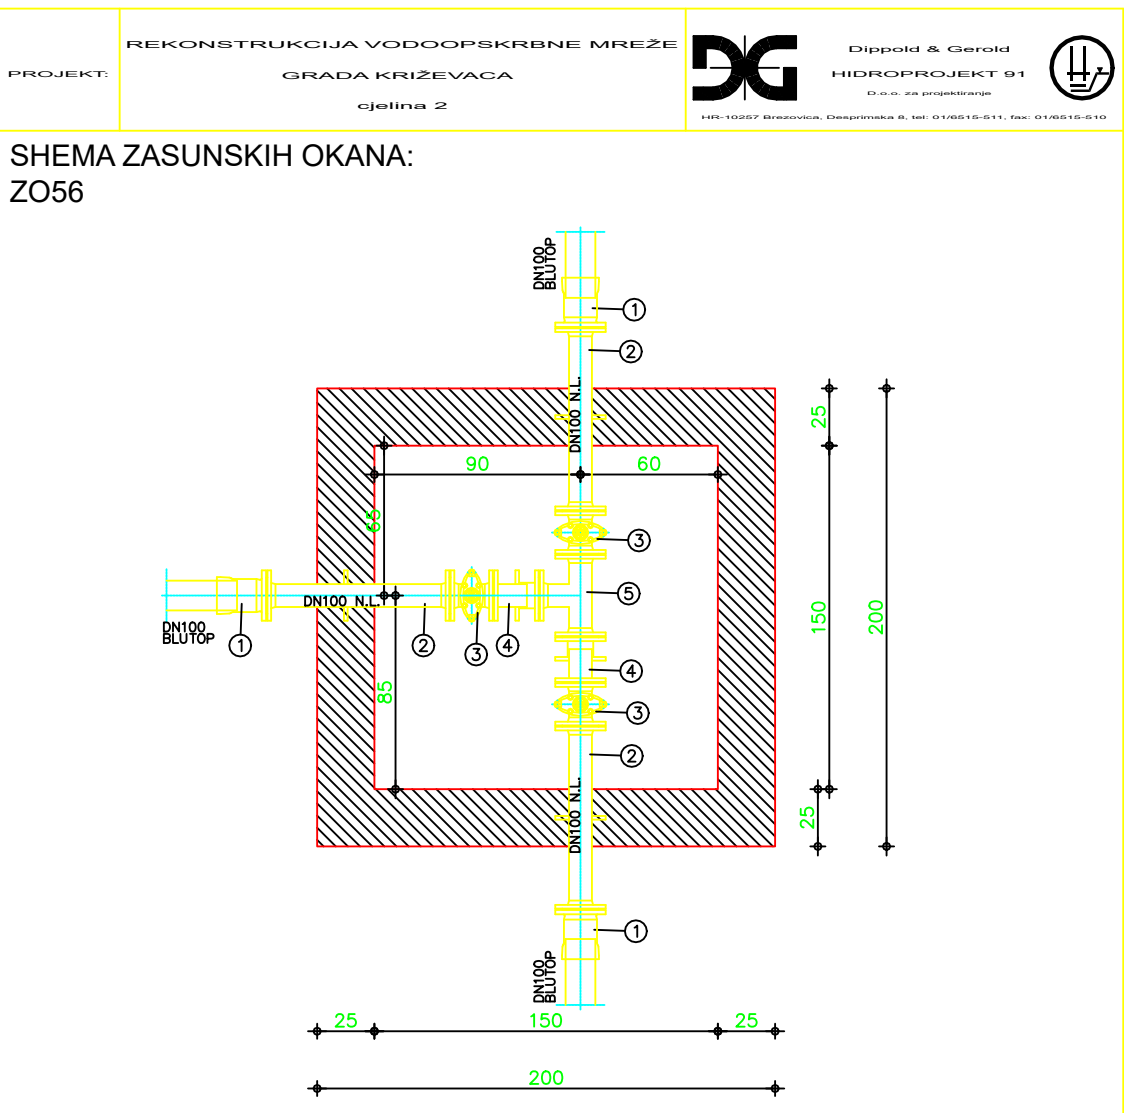 PROJEKT:
REKONSTRUKCIJA VODOOPSKRBNE MREŽE
GRADA KRIŽEVACA
cjelina 2
DG
Dippold & Gerold
HIDROPROJEKT 91
D.o.o. za projektiranje
HR-10257 Brezovica, Desprimska 8, tel: 01/6515-511, fax: 01/6515-510
SHEMA ZASUNSKIH OKANA:
ZO56
DN100
BLUTOP
1
2
DN100 N.L.
25
90
60
65
3
5
DN100 N.L.
DN100
BLUTOP
1
2
3
4
150
200
4
85
3
2
DN100 N.L.
25
1
DN100
BLUTOP
25
150
25
200